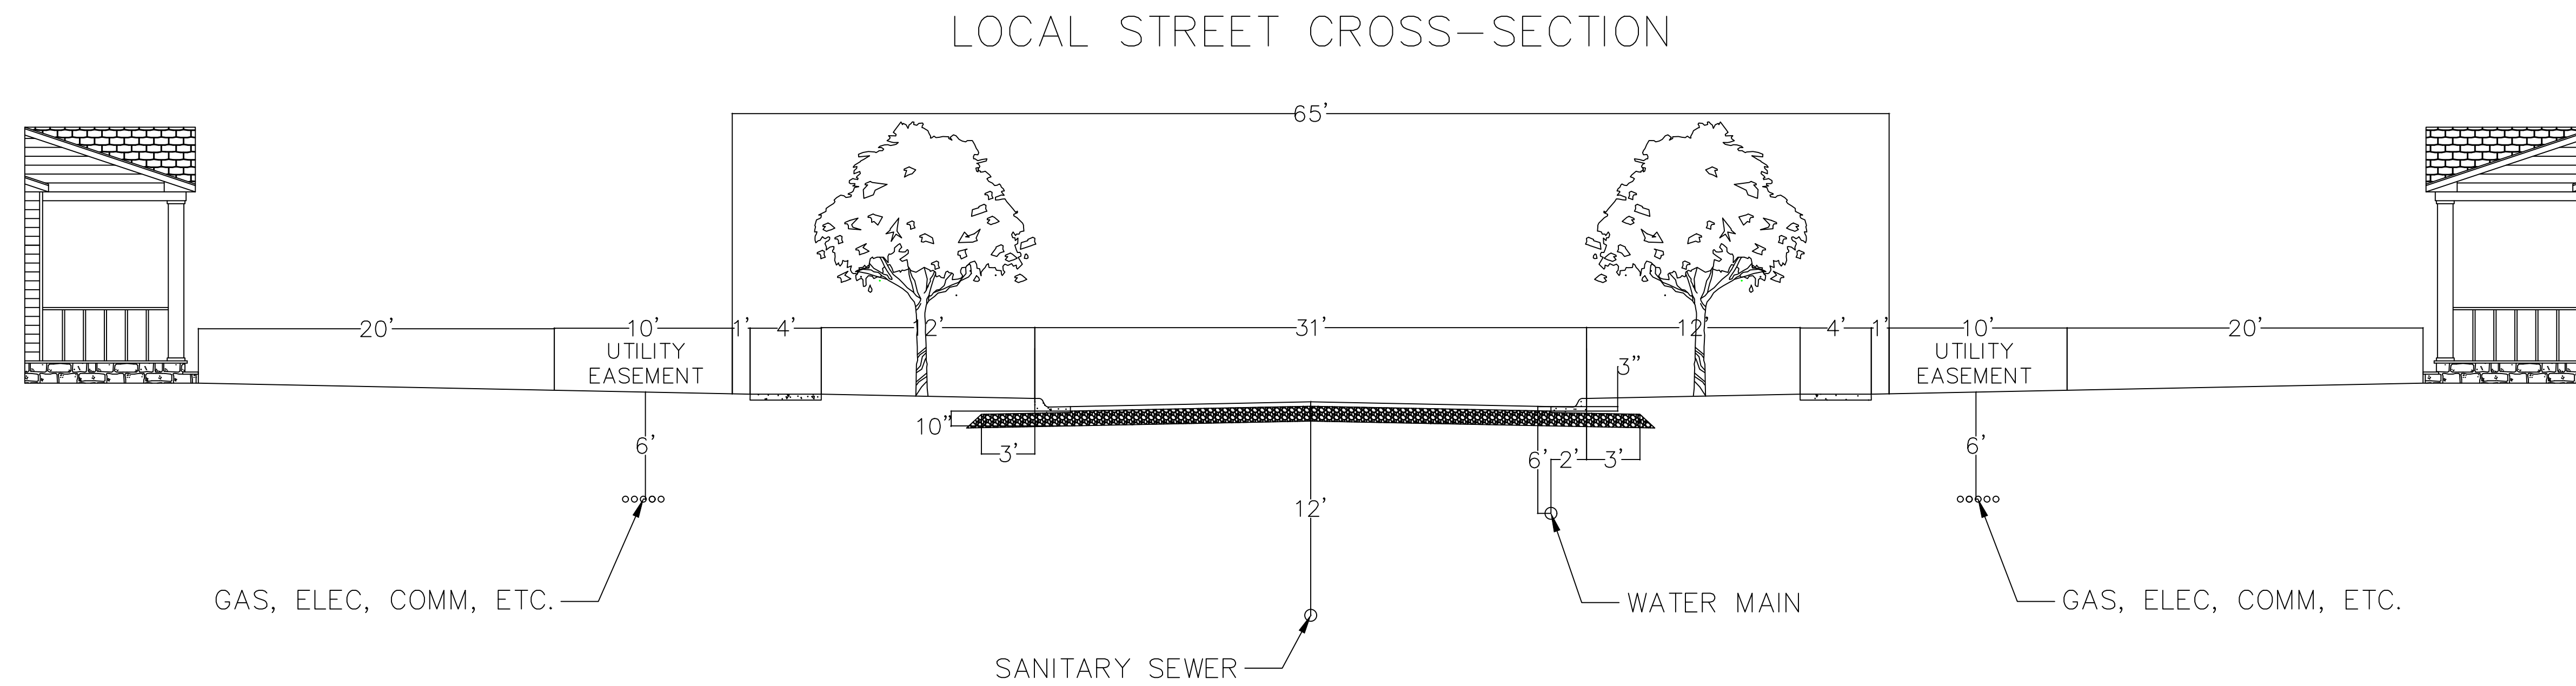 LOCAL STREET CROSS-SECTION
65'
20' 10' 1' 4' 12' 31' 12' 4' 1' 10' 20'
UTILITY
EASEMENT
UTILITY
EASEMENT
3"
10"
3'
6' 2' 3'
6'
6'
12'
GAS, ELEC, COMM, ETC.
WATER MAIN
GAS, ELEC, COMM, ETC.
SANITARY SEWER